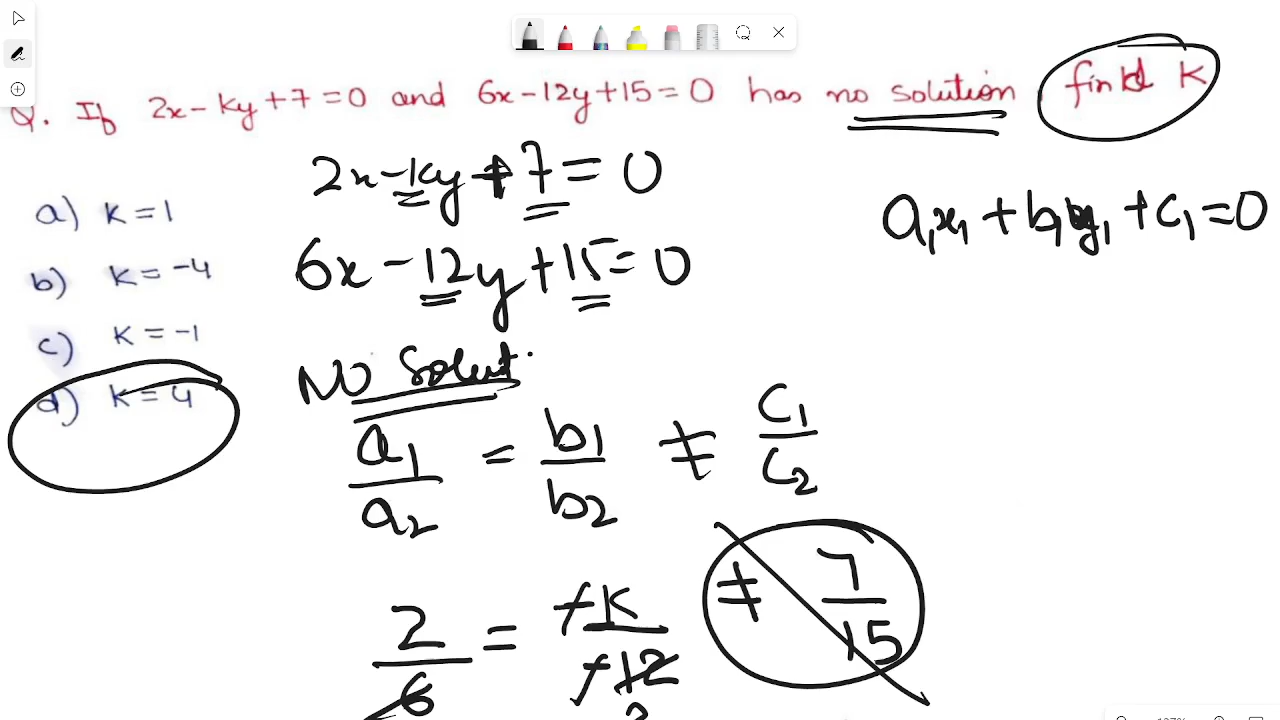 Q. If 2x - ky + 7 = 0 and 6x - 12y + 15 = 0 has no solution find K
2x - ky + 7 = 0
a₁x₁ + b₁y₁ + c₁ = 0
a) K = 1
6x - 12y + 15 = 0
b) K = -4
c) K = -1
No Solut.
d) K = 4
a₁/a₂ = b₁/b₂ ≠ c₁/c₂
2/6 = -K/-12 ≠ 7/15